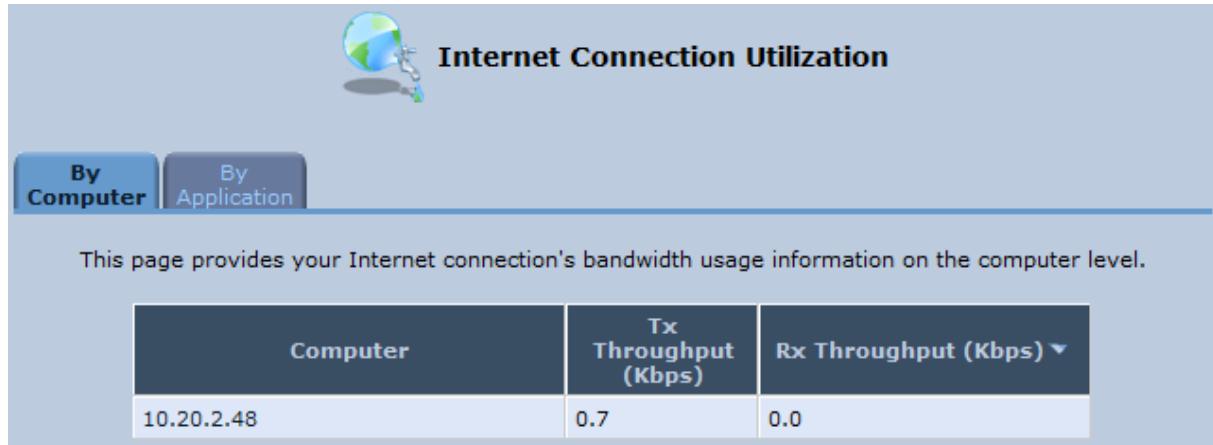 Internet Connection Utilization
By
Computer
By
Application
This page provides your Internet connection's bandwidth usage information on the computer level.
Computer
Tx
Throughput
(Kbps)
Rx Throughput (Kbps)
10.20.2.48
0.7
0.0